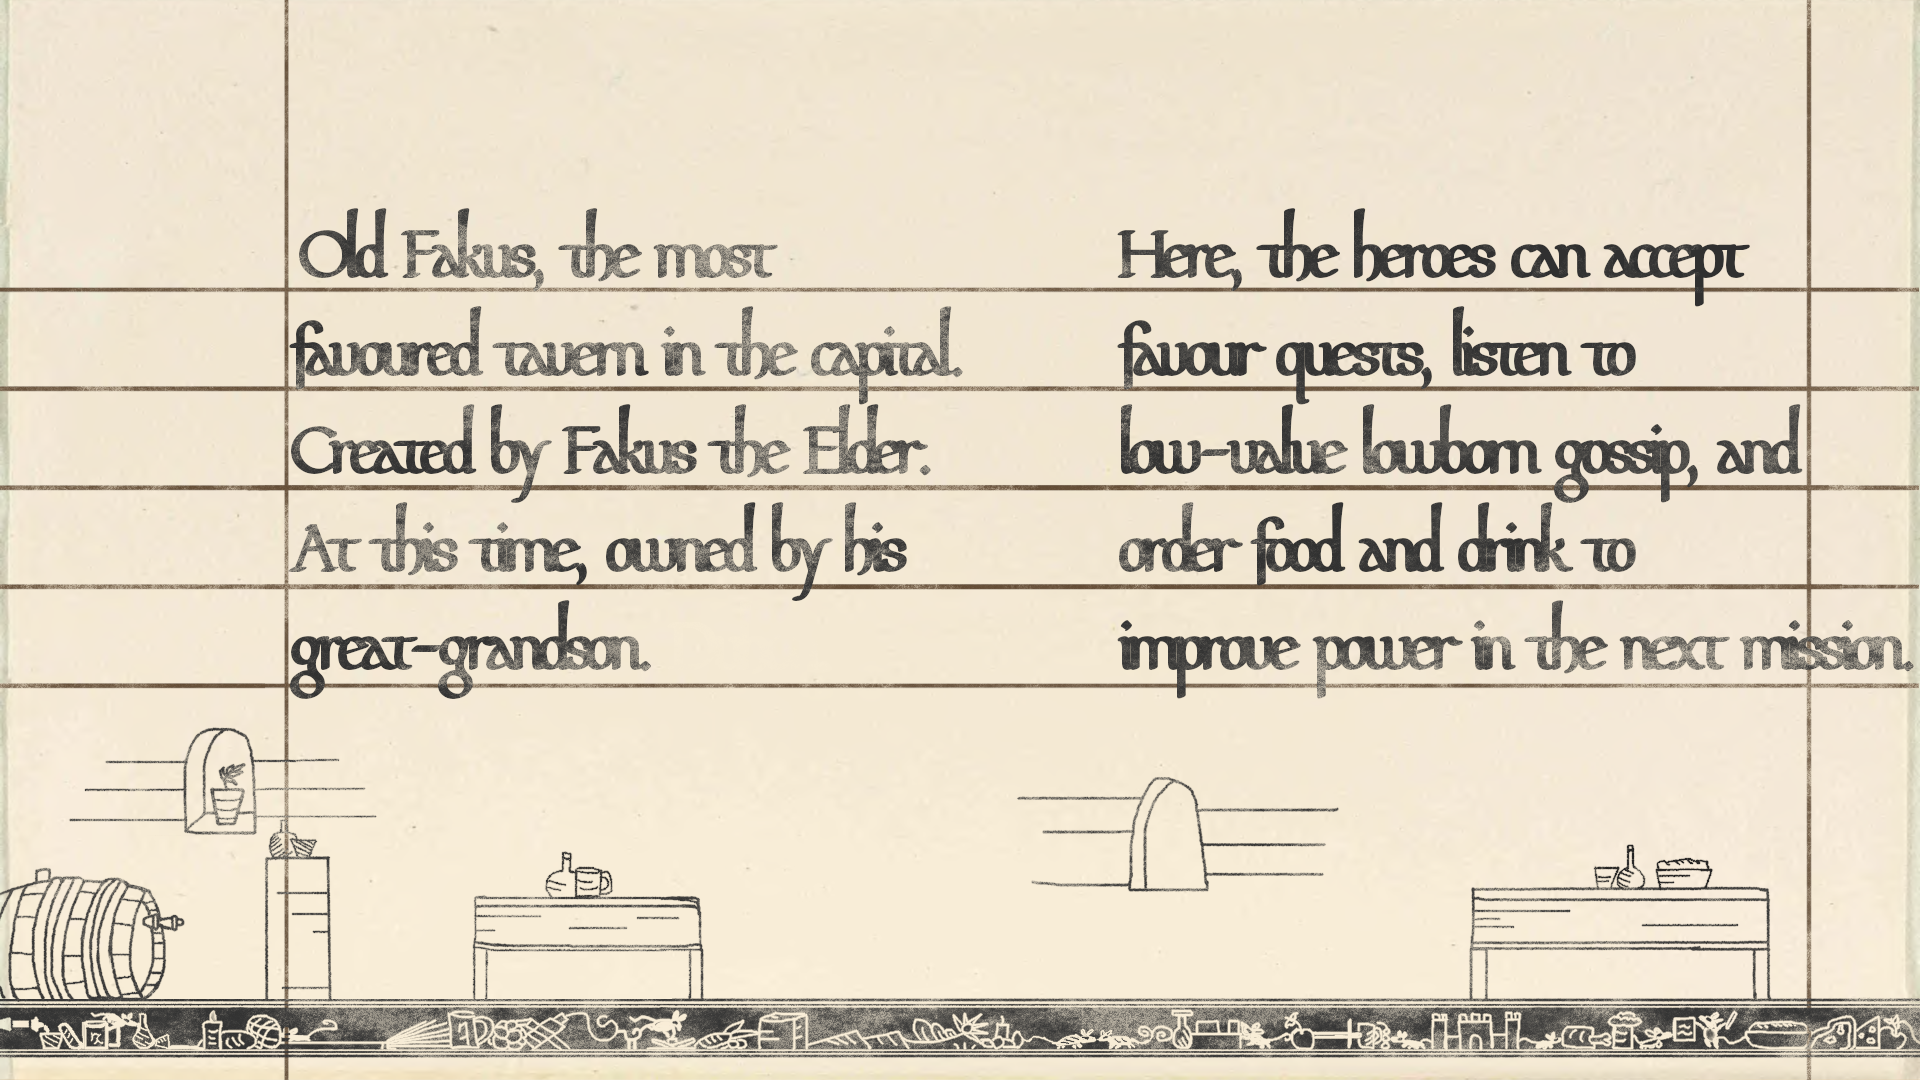 Old Fakus, the most
favoured tavern in the capital.
Created by Fakus the Elder.
At this time, owned by his
great-grandson.
Here, the heroes can accept
favour quests, listen to
low-value lowborn gossip, and
order food and drink to
improve power in the next mission.